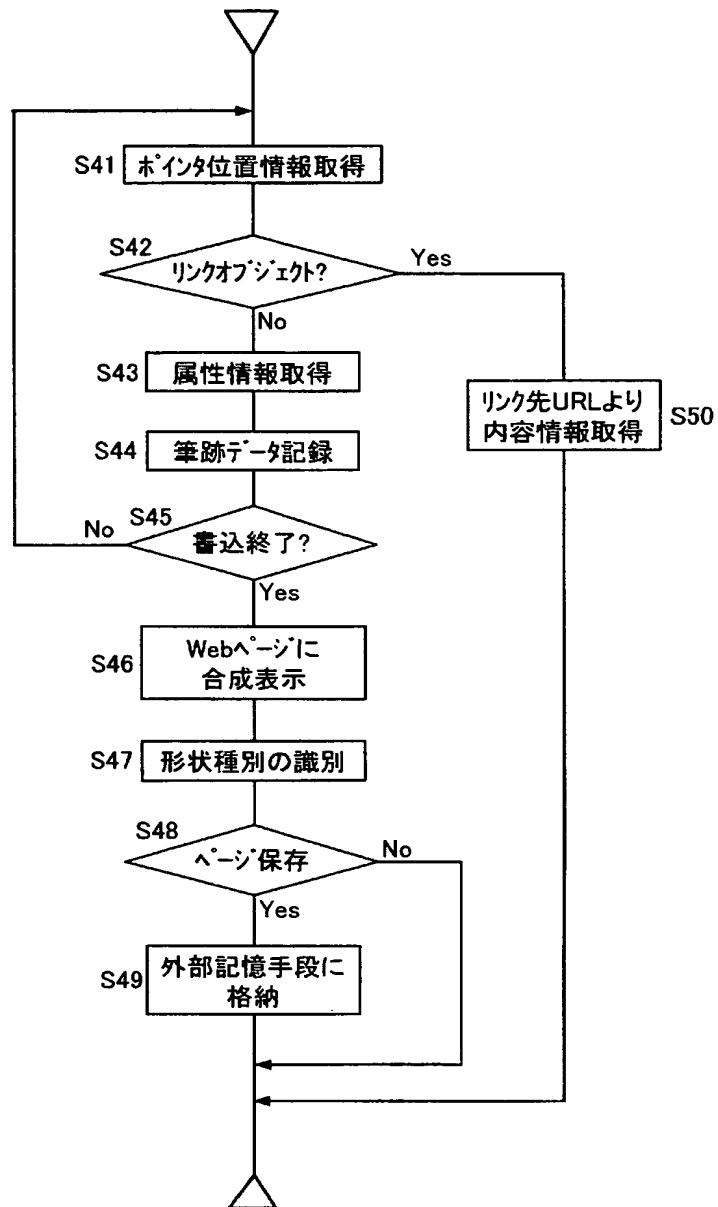 S41
ポインタ位置情報取得
S42
リンクオブジェクト?
Yes
No
S43
属性情報取得
リンク先URLより
内容情報取得
S50
S44
筆跡データ記録
S45
No
書込終了?
Yes
S46
Webページに
合成表示
S47
形状種別の識別
S48
ページ保存
No
Yes
S49
外部記憶手段に
格納